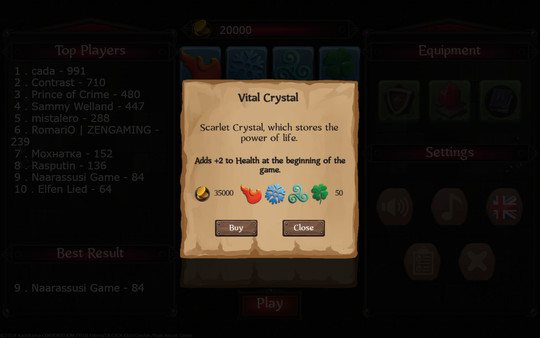 20000
Top Players
1 . cada - 991
2 . Contrast - 710
3 . Prince of Crime - 480
4 . Sammy Welland - 447
5 . mistalero - 288
6 . RomariO | ZENGAMING -
239
7 . Мохнатка - 152
8 . Rasputin - 136
9 . Naarassusi Game - 84
10 . Elfen Lied - 64
Best Result
9 . Naarassusi Game - 84
Vital Crystal
Scarlet Crystal, which stores the
power of life.
Adds +2 to Health at the beginning of the
game.
35000
50
Buy
Close
Play
Equipment
Settings